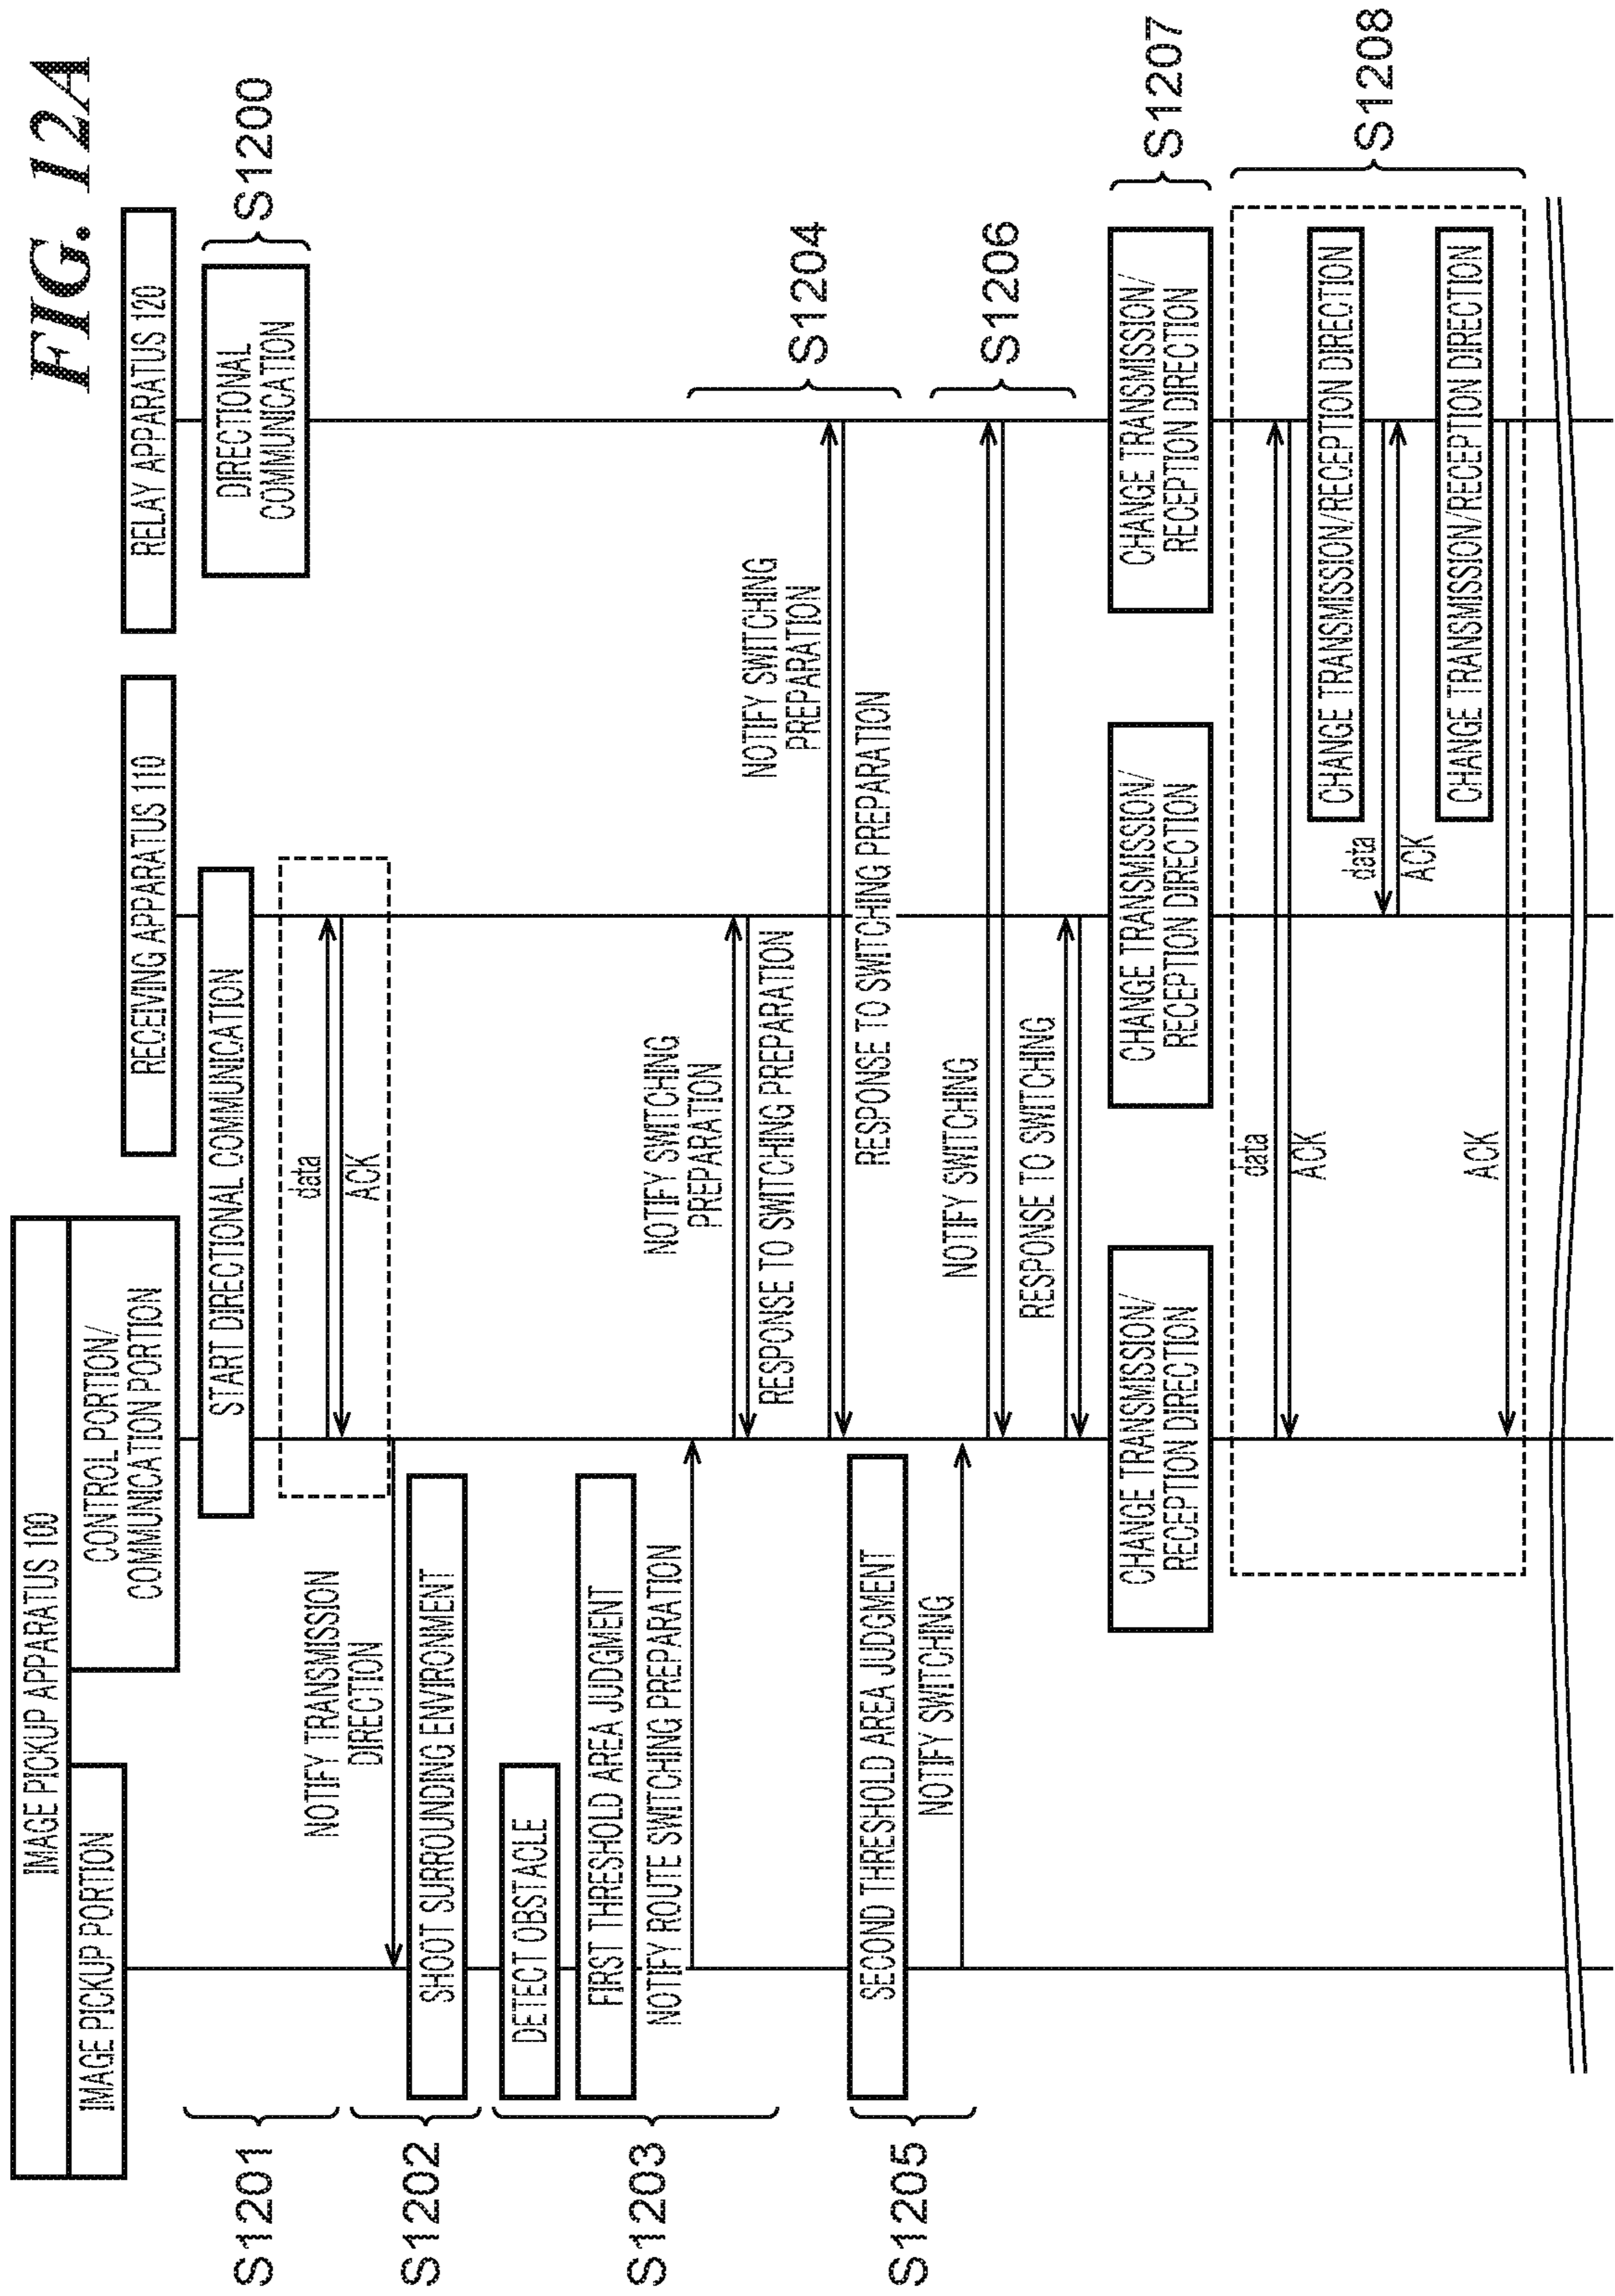 FIG. 12A
IMAGE PICKUP APPARATUS 100
IMAGE PICKUP PORTION
CONTROL PORTION/
COMMUNICATION PORTION
RECEIVING APPARATUS 110
RELAY APPARATUS 120
S1201
START DIRECTIONAL COMMUNICATION
DIRECTIONAL
COMMUNICATION
S1200
data
ACK
NOTIFY TRANSMISSION
DIRECTION
S1202
SHOOT SURROUNDING ENVIRONMENT
S1203
DETECT OBSTACLE
FIRST THRESHOLD AREA JUDGMENT
NOTIFY ROUTE SWITCHING PREPARATION
NOTIFY SWITCHING
PREPARATION
RESPONSE TO SWITCHING PREPARATION
NOTIFY SWITCHING
PREPARATION
RESPONSE TO SWITCHING PREPARATION
S1204
S1205
SECOND THRESHOLD AREA JUDGMENT
NOTIFY SWITCHING
NOTIFY SWITCHING
RESPONSE TO SWITCHING
S1206
CHANGE TRANSMISSION/
RECEPTION DIRECTION
CHANGE TRANSMISSION/
RECEPTION DIRECTION
CHANGE TRANSMISSION/
RECEPTION DIRECTION
S1207
data
ACK
CHANGE TRANSMISSION/RECEPTION DIRECTION
data
ACK
CHANGE TRANSMISSION/RECEPTION DIRECTION
ACK
S1208